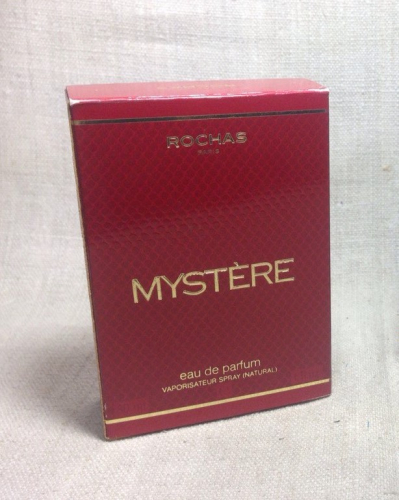 ROCHAS
PARIS
MYSTÈRE
eau de parfum
VAPORISATEUR SPRAY (NATURAL)